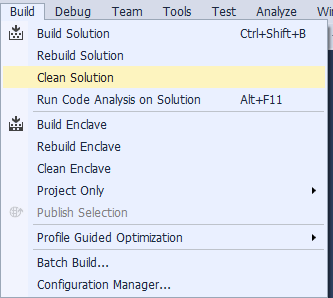 Build Debug Team Tools Test Analyze
Build Solution Ctrl+Shift+B
Rebuild Solution
Clean Solution
Run Code Analysis on Solution Alt+F11
Build Enclave
Rebuild Enclave
Clean Enclave
Project Only
Publish Selection
Profile Guided Optimization
Batch Build...
Configuration Manager...